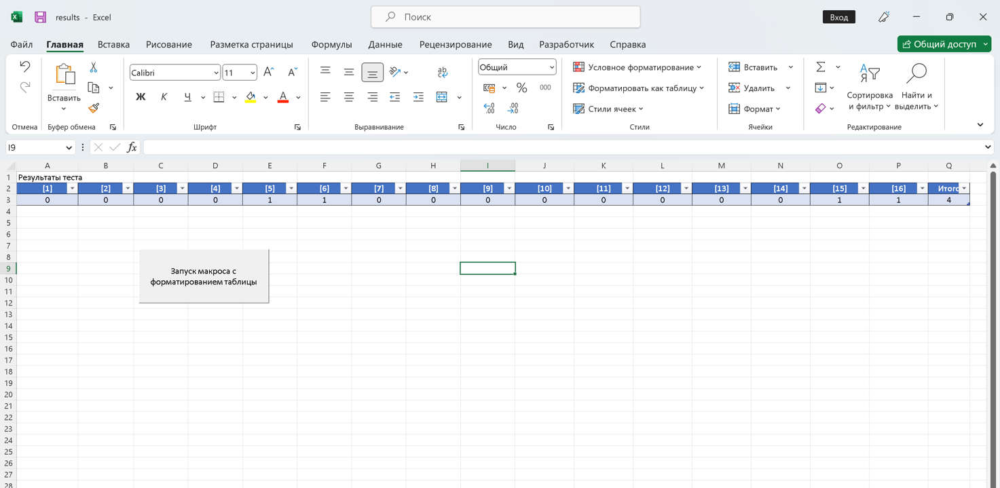 results - Excel
Поиск
Вход
Файл Главная Вставка Рисование Разметка страницы Формулы Данные Рецензирование Вид Разработчик Справка
Общий доступ
Calibri 11
Общий
Условное форматирование
Вставить
Вставить
Ж К Ч
Форматировать как таблицу
Удалить
Сортировка и фильтр
Найти и выделить
% 000
Стили ячеек
Формат
Отмена Буфер обмена Шрифт Выравнивание Число Стили Ячейки Редактирование
I9
fx
A B C D E F G H I J K L M N O P Q
1 Результаты теста
2 [1] [2] [3] [4] [5] [6] [7] [8] [9] [10] [11] [12] [13] [14] [15] [16] Итого
3 0 0 0 0 1 1 0 0 0 0 0 0 0 0 1 1 4
4
5
6
7
8
9
10
11
12
13
14
15
16
17
18
19
20
21
22
23
24
25
26
27
28
Запуск макроса с
форматированием таблицы